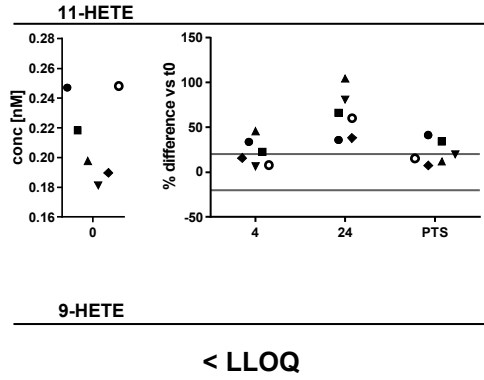 11-HETE
conc [nM]
0.28
0.26
0.24
0.22
0.20
0.18
0.16
0
% difference vs t0
150
100
50
0
-50
4 24 PTS
9-HETE
< LLOQ